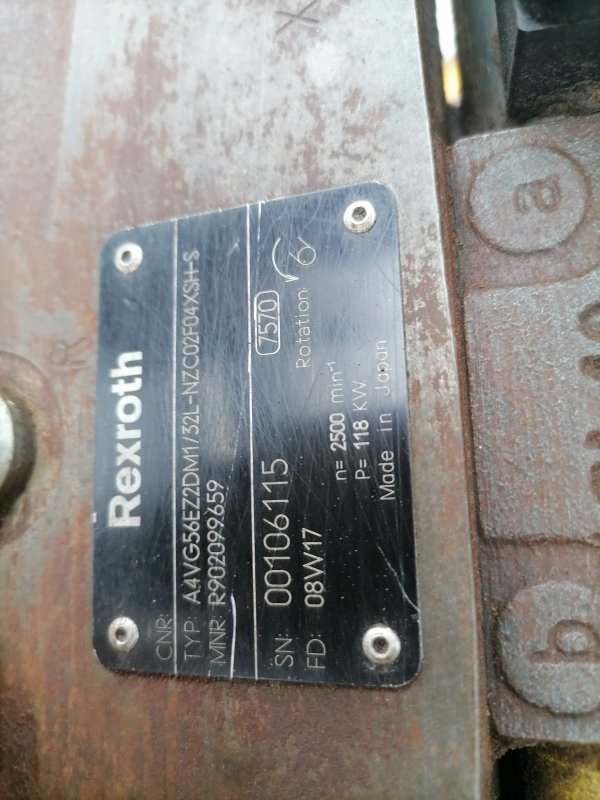 Rexroth
CNR:
TYP: A4VG56EZ2DM1/32L-NZC02F04XSH-S
MNR: R902099659
7570
SN: 00106115
Rotation:
FD: 08W17
n= 2500 min⁻¹
P= 118 KW
Made in Japan
a
b
R
X